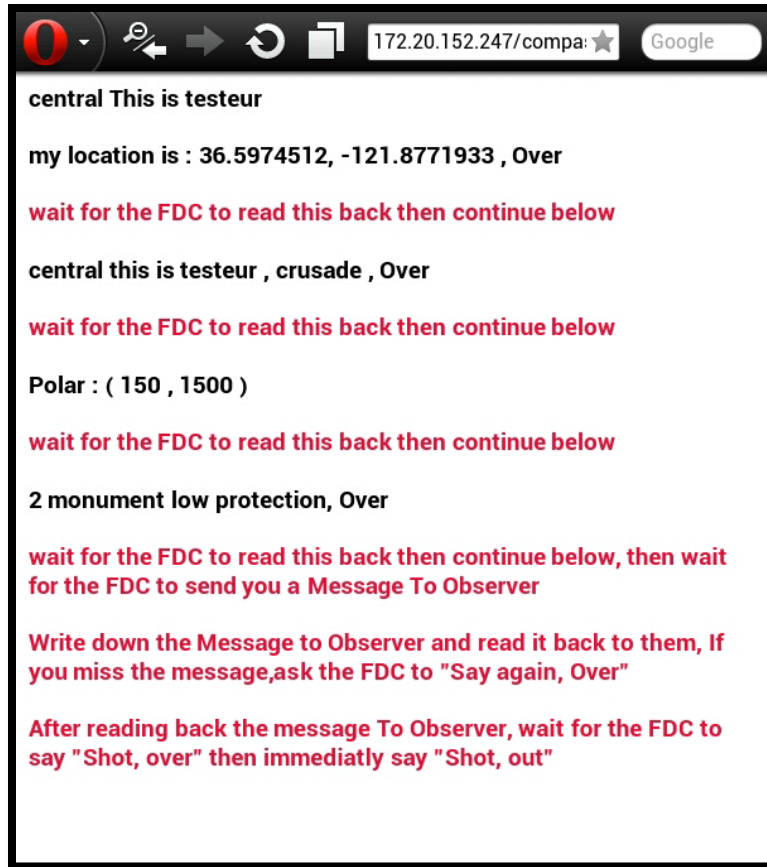 172.20.152.247/compa:
Google
central This is testeur
my location is : 36.5974512, -121.8771933 , Over
wait for the FDC to read this back then continue below
central this is testeur , crusade , Over
wait for the FDC to read this back then continue below
Polar : ( 150 , 1500 )
wait for the FDC to read this back then continue below
2 monument low protection, Over
wait for the FDC to read this back then continue below, then wait
for the FDC to send you a Message To Observer
Write down the Message to Observer and read it back to them, If
you miss the message,ask the FDC to "Say again, Over"
After reading back the message To Observer, wait for the FDC to
say "Shot, over" then immediatly say "Shot, out"